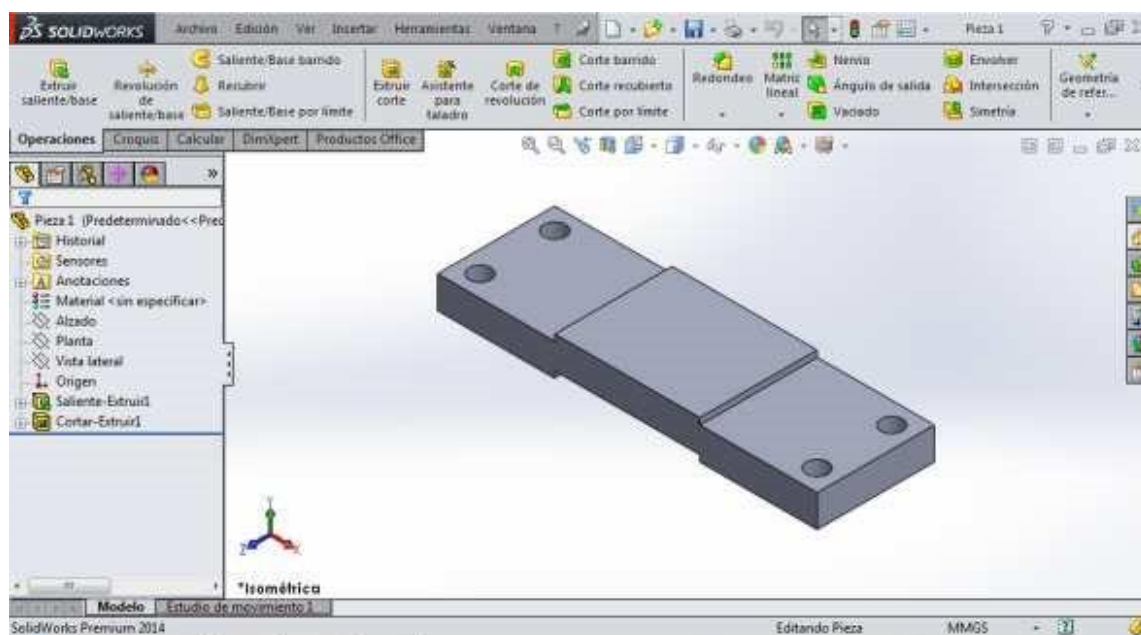 SOLIDWORKS Archivo Edición Ver Insertar Herramientas Ventana ? Pieza 1
Extruir saliente/base
Revolución de saliente/base
Saliente/Base barrido
Recubrir
Saliente/Base por límite
Extruir corte
Asistente para taladro
Corte de revolución
Corte barrido
Corte recubierto
Corte por límite
Redondeo
Matriz lineal
Nervio
Ángulo de salida
Vaciado
Envolver
Intersección
Simetría
Geometría de refer...
Operaciones Croquis Calcular DimXpert Productos Office
Pieza1 (Predeterminado<<Pred
Historial
Sensores
Anotaciones
Material <sin especificar>
Alzado
Planta
Vista lateral
Origen
Saliente-Extruir1
Cortar-Extruir1
Y
Z X
*Isométrica
Modelo Estudio de movimiento 1
SolidWorks Premium 2014 Editando Pieza MMGS